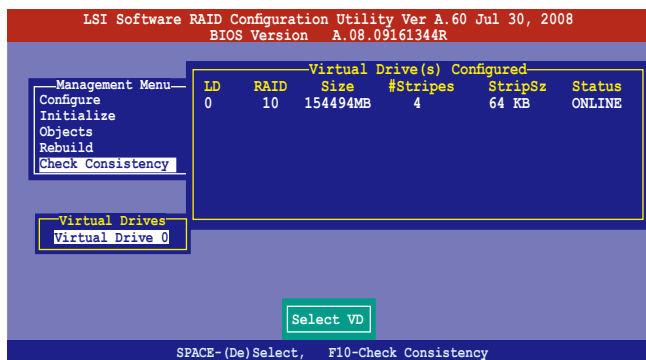 LSI Software RAID Configuration Utility Ver A.60 Jul 30, 2008
BIOS Version A.08.09161344R
Management Menu
Configure
Initialize
Objects
Rebuild
Check Consistency
Virtual Drive(s) Configured
LD RAID Size #Stripes StripSz Status
0 10 154494MB 4 64 KB ONLINE
Virtual Drives
Virtual Drive 0
Select VD
SPACE-(De)Select, F10-Check Consistency